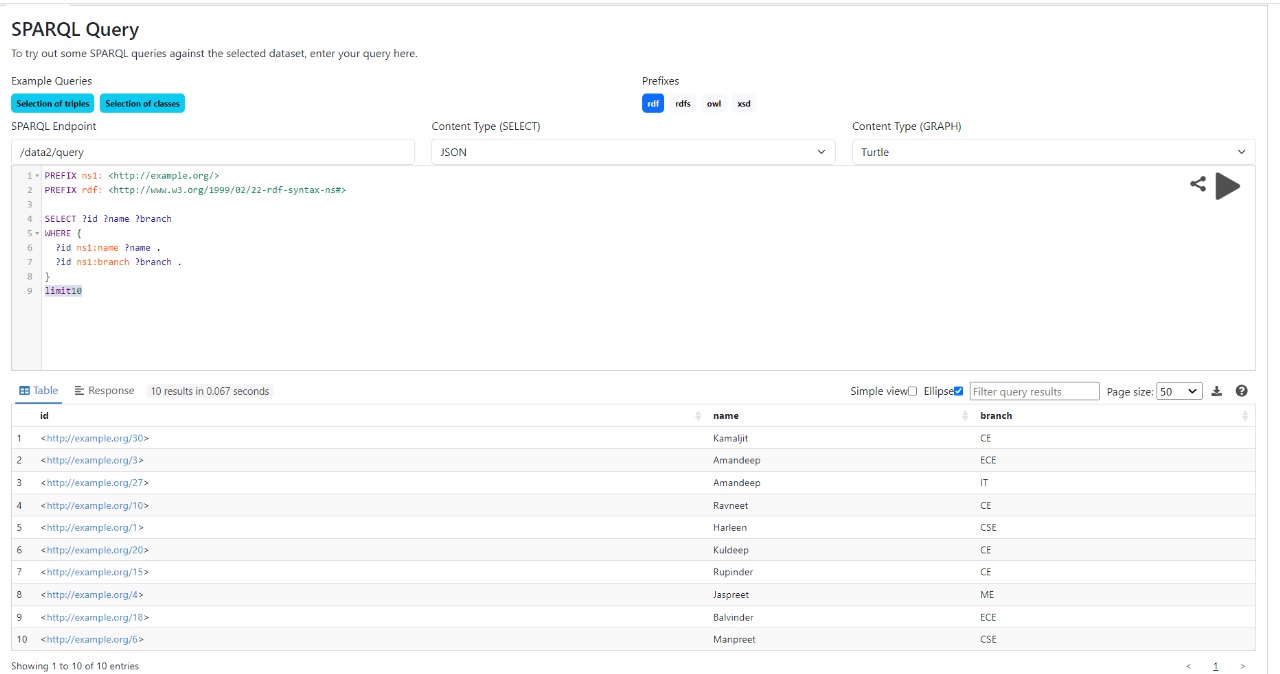 SPARQL Query
To try out some SPARQL queries against the selected dataset, enter your query here.
Example Queries
Prefixes
Selection of triples Selection of classes
rdf rdfs owl xsd
SPARQL Endpoint
Content Type (SELECT)
Content Type (GRAPH)
/data2/query
JSON
Turtle
1 PREFIX ns1: <http://example.org/>
2 PREFIX rdf: <http://www.w3.org/1999/02/22-rdf-syntax-ns#>
3
4 SELECT ?id ?name ?branch
5 WHERE {
6 ?id ns1:name ?name .
7 ?id ns1:branch ?branch .
8 }
9 limit10
Table Response 10 results in 0.067 seconds
Simple view Ellipse Filter query results Page size: 50
id name branch
1 <http://example.org/30> Kamaljit CE
2 <http://example.org/3> Amandeep ECE
3 <http://example.org/27> Amandeep IT
4 <http://example.org/10> Ravneet CE
5 <http://example.org/1> Harleen CSE
6 <http://example.org/20> Kuldeep CE
7 <http://example.org/15> Rupinder CE
8 <http://example.org/4> Jaspreet ME
9 <http://example.org/18> Balvinder ECE
10 <http://example.org/6> Manpreet CSE
Showing 1 to 10 of 10 entries
< 1 >